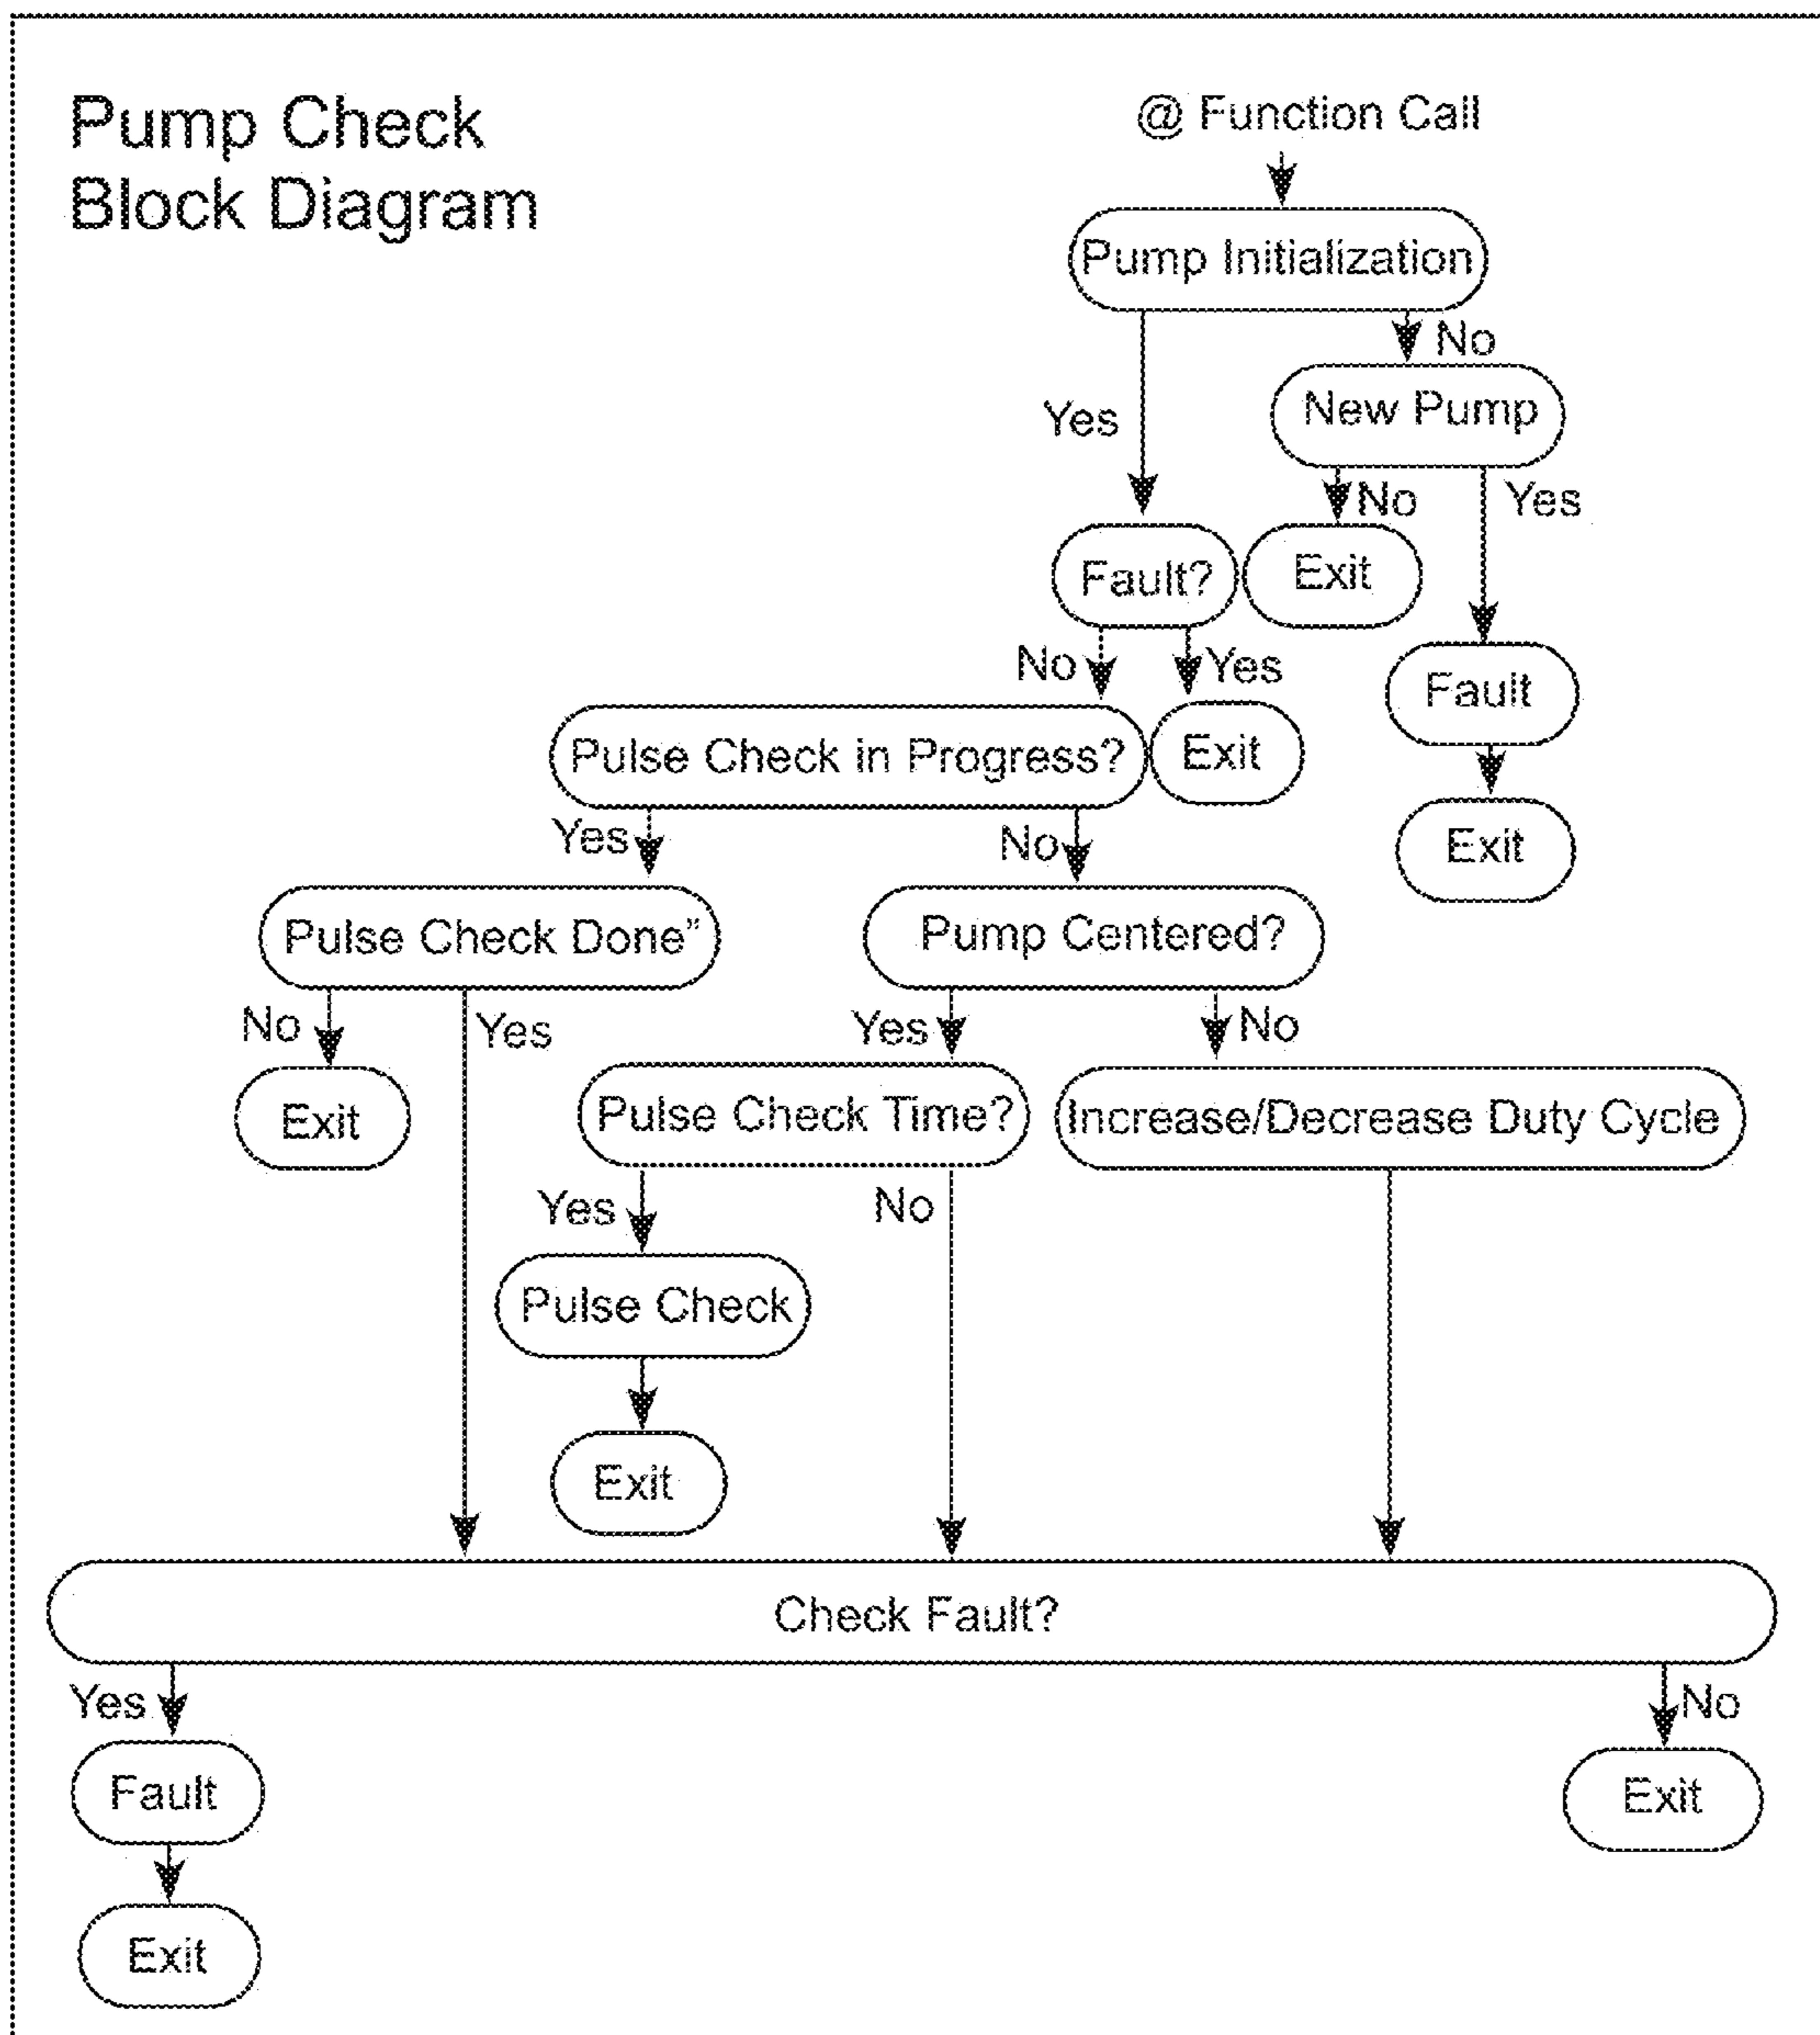 Pump Check
Block Diagram
@ Function Call
Pump Initialization
No
Yes
New Pump
No
Yes
Fault?
Exit
No
Yes
Fault
Pulse Check in Progress?
Exit
Exit
Yes
No
Pulse Check Done”
Pump Centered?
No
Yes
Yes
No
Exit
Pulse Check Time?
Increase/Decrease Duty Cycle
Yes
No
Pulse Check
Exit
Check Fault?
Yes
No
Fault
Exit
Exit